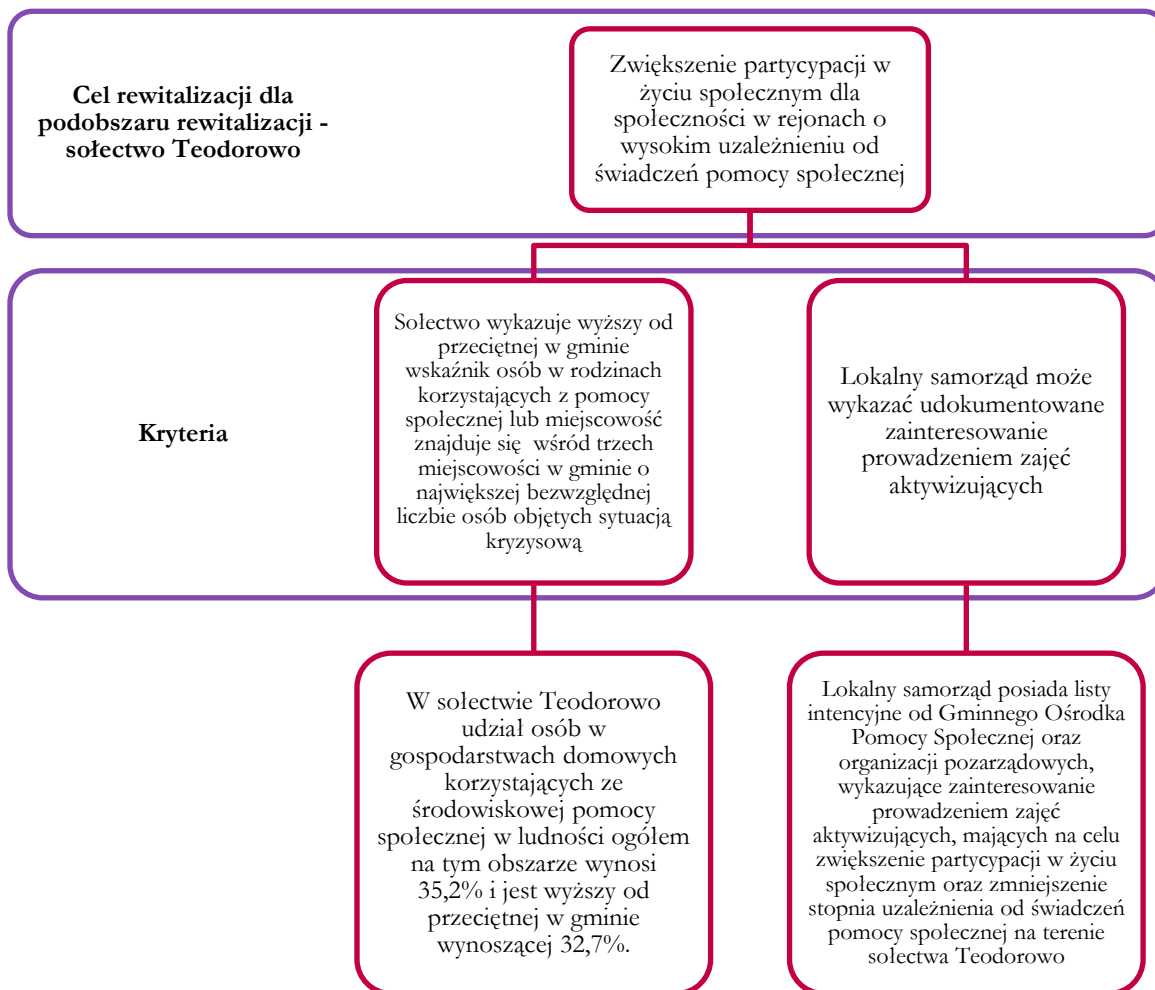 Cel rewitalizacji dla
podobszaru rewitalizacji -
sołectwo Teodorowo
Zwiększenie partycypacji w
życiu społecznym dla
społeczności w rejonach o
wysokim uzależnieniu od
świadczeń pomocy społecznej
Kryteria
Sołectwo wykazuje wyższy od
przeciętnej w gminie
wskaźnik osób w rodzinach
korzystających z pomocy
społecznej lub miejscowość
znajduje się wśród trzech
miejscowości w gminie o
największej bezwzględnej
liczbie osób objętych sytuacją
kryzysową
Lokalny samorząd może
wykazać udokumentowane
zainteresowanie
prowadzeniem zajęć
aktywizujących
W sołectwie Teodorowo
udział osób w
gospodarstwach domowych
korzystających ze
środowiskowej pomocy
społecznej w ludności ogółem
na tym obszarze wynosi
35,2% i jest wyższy od
przeciętnej w gminie
wynoszącej 32,7%.
Lokalny samorząd posiada listy
intencyjne od Gminnego Ośrodka
Pomocy Społecznej oraz
organizacji pozarządowych,
wykazujące zainteresowanie
prowadzeniem zajęć
aktywizujących, mających na celu
zwiększenie partycypacji w życiu
społecznym oraz zmniejszenie
stopnia uzależnienia od świadczeń
pomocy społecznej na terenie
sołectwa Teodorowo